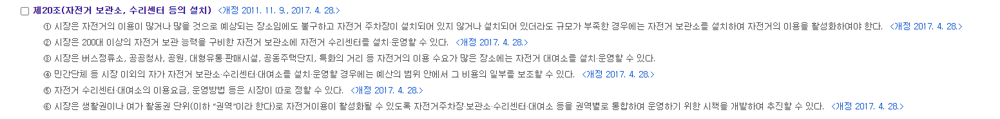 제20조(자전거 보관소, 수리센터 등의 설치) <개정 2011. 11. 9., 2017. 4. 28.>
① 시장은 자전거의 이용이 많거나 많을 것으로 예상되는 장소임에도 불구하고 자전거 주차장이 설치되어 있지 않거나 설치되어 있더라도 규모가 부족한 경우에는 자전거 보관소를 설치하여 자전거의 이용을 활성화하여야 한다. <개정 2017. 4. 28.>
② 시장은 200대 이상의 자전거 보관 능력을 구비한 자전거 보관소에 자전거 수리센터를 설치·운영할 수 있다. <개정 2017. 4. 28.>
③ 시장은 버스정류소, 공공청사, 공원, 대형유통·판매시설, 공동주택단지, 특화의 거리 등 자전거의 이용 수요가 많은 장소에는 자전거 대여소를 설치·운영할 수 있다.
④ 민간단체 등 시장 이외의 자가 자전거 보관소·수리센터·대여소를 설치·운영할 경우에는 예산의 범위 안에서 그 비용의 일부를 보조할 수 있다. <개정 2017. 4. 28.>
⑤ 자전거 수리센터·대여소의 이용요금, 운영방법 등은 시장이 따로 정할 수 있다. <개정 2017. 4. 28.>
⑥ 시장은 생활권이나 여가 활동권 단위(이하 “권역”이라 한다)로 자전거이용이 활성화될 수 있도록 자전거주차장·보관소·수리센터·대여소 등을 권역별로 통합하여 운영하기 위한 시책을 개발하여 추진할 수 있다. <개정 2017. 4. 28.>